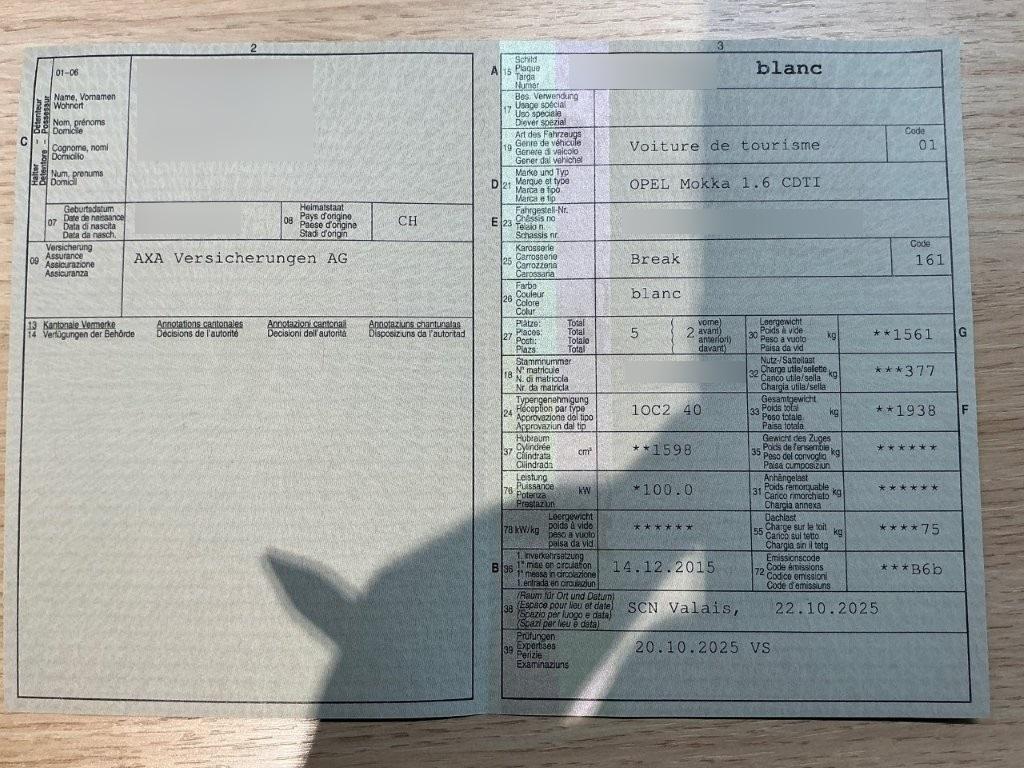 2
01–06
Détenteur Possessur
Halter Detentore
C
Name, Vornamen
Wohnort
Nom, prénoms
Domicile
Cognome, nomi
Domicilio
Num, prenums
Domicil
07
Geburtsdatum
Date de naissance
Data di nascita
Data da nasch.
08
Heimatstaat
Pays d'origine
Paese d'origine
Stadi d'origin
CH
09
Versicherung
Assurance
Assicurazione
Assicuranza
AXA Versicherungen AG
13 Kantonale Vermerke Annotations cantonales Annotazioni cantonali Annotaziuns chantunalas
14 Verfügungen der Behörde Décisions de l'autorité Decisioni dell'autorità Disposiziuns da l'autoritad
3
A 15
Schild
Plaque
Targa
Numer
blanc
17
Bes. Verwendung
Usage spécial
Uso speciale
Diever spezial
19
Art des Fahrzeugs
Genre de véhicule
Genere di veicolo
Gener dal vehichel
Voiture de tourisme
Code
01
D 21
Marke und Typ
Marque et type
Marca e tipo
Marca e tip
OPEL Mokka 1.6 CDTI
E 23
Fahrgestell-Nr.
Châssis no
Telaio n.
Schassis nr.
25
Karosserie
Carrosserie
Carrozzeria
Carossaria
Break
Code
161
26
Farbe
Couleur
Colore
Colur
blanc
27
Plätze: Total
Places: Total
Posti: Totale
Plazs: Total
5 2
vorne)
avant)
anteriori)
davant)
30
Leergewicht
Poids à vide
Peso a vuoto
Paisa da vid
kg
**1561
G
18
Stammnummer
N° matricule
N. di matricola
Nr. da matricla
32
Nutz-/Sattellast
Charge utile/sellette
Carico utile/sella
Chargia utila/sella
kg
***377
24
Typengenehmigung
Réception par type
Approvazione del tipo
Approvaziun dal tip
1OC2 40
33
Gesamtgewicht
Poids total
Peso totale
Paisa totala
kg
**1938
F
37
Hubraum
Cylindrée
Cilindrata
Cilindrada
cm³
**1598
35
Gewicht des Zuges
Poids de l'ensemble
Peso del convoglio
Paisa cumposiziun
kg
******
76
Leistung
Puissance
Potenza
Prestaziun
kW
*100.0
31
Anhängelast
Poids remorquable
Carico rimorchiato
Chargia annexa
kg
******
78 kW/kg
Leergewicht
poids à vide
peso a vuoto
paisa da vid
******
55
Dachlast
Charge sur le toit
Carico sul tetto
Chargia sin il tetg
kg
****75
B 36
1. Inverkehrsetzung
1re mise en circulation
1a messa in circolazione
1. entrada en circulaziun
14.12.2015
72
Emissionscode
Code émissions
Codice emissioni
Code d'emissiuns
***B6b
38
(Raum für Ort und Datum)
(Espace pour lieu et date)
(Spazio per luogo e data)
(Spazi per lieu e data)
SCN Valais, 22.10.2025
39
Prüfungen
Expertises
Perizie
Examinaziuns
20.10.2025 VS